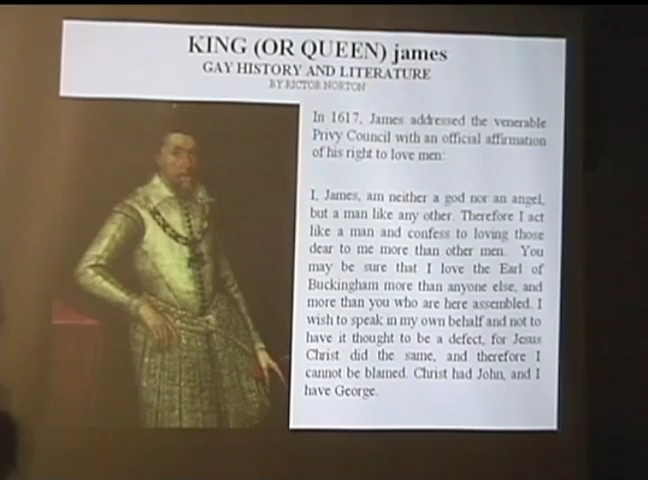 KING (OR QUEEN) james
GAY HISTORY AND LITERATURE
BY RICTOR NORTON
In 1617, James addressed the venerable
Privy Council with an official affirmation
of his right to love men:
I, James, am neither a god nor an angel,
but a man like any other. Therefore I act
like a man and confess to loving those
dear to me more than other men. You
may be sure that I love the Earl of
Buckingham more than anyone else, and
more than you who are here assembled. I
wish to speak in my own behalf and not to
have it thought to be a defect, for Jesus
Christ did the same, and therefore I
cannot be blamed. Christ had John, and I
have George.